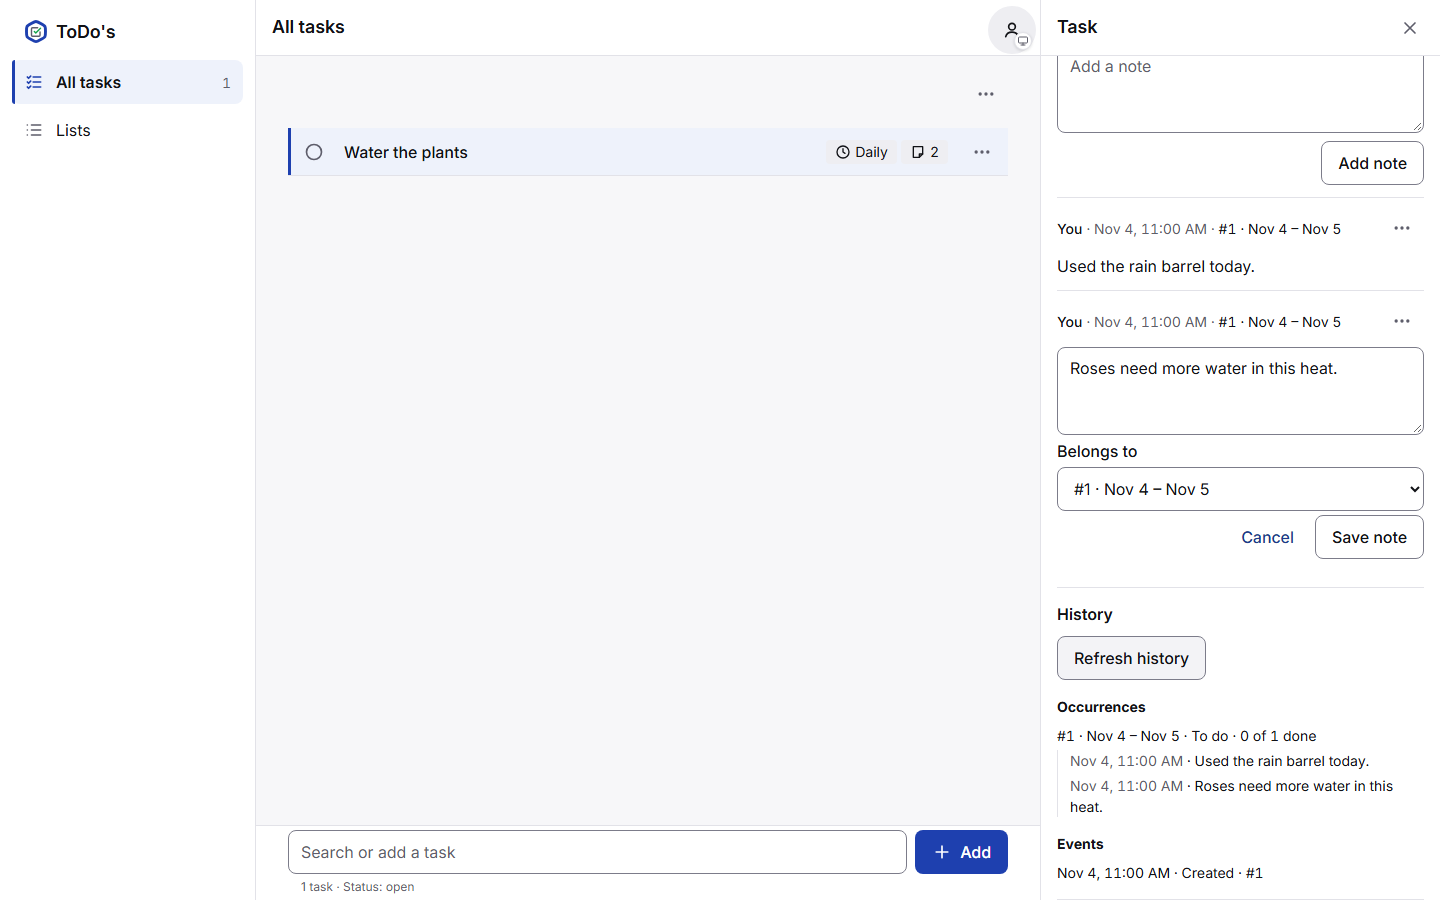 ToDo's
All tasks 1
Lists
All tasks
Water the plants Daily 2
Search or add a task
Add
1 task · Status: open
Task
Add a note
Add note
You · Nov 4, 11:00 AM · #1 · Nov 4 – Nov 5
Used the rain barrel today.
You · Nov 4, 11:00 AM · #1 · Nov 4 – Nov 5
Roses need more water in this heat.
Belongs to
#1 · Nov 4 – Nov 5
Cancel Save note
History
Refresh history
Occurrences
#1 · Nov 4 – Nov 5 · To do · 0 of 1 done
Nov 4, 11:00 AM · Used the rain barrel today.
Nov 4, 11:00 AM · Roses need more water in this
heat.
Events
Nov 4, 11:00 AM · Created · #1